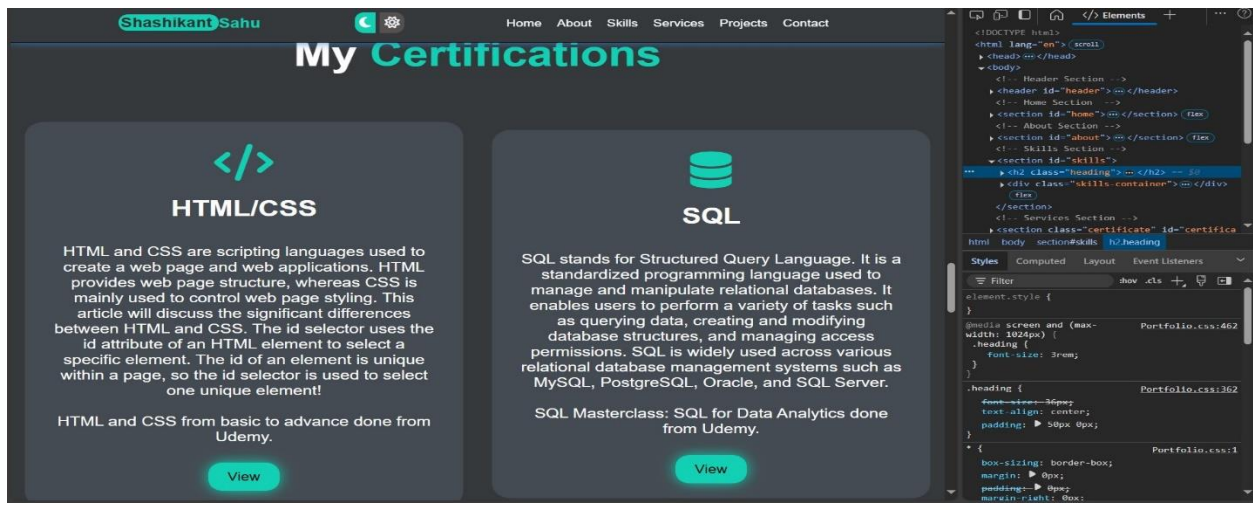 Shashikant Sahu
Home About Skills Services Projects Contact
My Certifications
</>
HTML/CSS
HTML and CSS are scripting languages used to
create a web page and web applications. HTML
provides web page structure, whereas CSS is
mainly used to control web page styling. This
article will discuss the significant differences
between HTML and CSS. The id selector uses the
id attribute of an HTML element to select a
specific element. The id of an element is unique
within a page, so the id selector is used to select
one unique element!
HTML and CSS from basic to advance done from
Udemy.
View
SQL
SQL stands for Structured Query Language. It is a
standardized programming language used to
manage and manipulate relational databases. It
enables users to perform a variety of tasks such
as querying data, creating and modifying
database structures, and managing access
permissions. SQL is widely used across various
relational database management systems such as
MySQL, PostgreSQL, Oracle, and SQL Server.
SQL Masterclass: SQL for Data Analytics done
from Udemy.
View
</> Elements
<!DOCTYPE html>
<html lang="en"> scroll
<head> ··· </head>
<body>
<!-- Header Section -->
<header id="header"> ··· </header>
<!-- Home Section -->
<section id="home"> ··· </section> flex
<!-- About Section -->
<section id="about"> ··· </section> flex
<!-- Skills Section -->
<section id="skills">
··· <h2 class="heading"> ··· </h2> == $0
<div class="skills-container"> ··· </div>
flex
</section>
<!-- Services Section -->
<section class="certificate" id="certifica
html body section#skills h2.heading
Styles Computed Layout Event Listeners
Filter :hov .cls
element.style {
}
@media screen and (max- Portfolio.css:462
width: 1024px) {
.heading {
font-size: 3rem;
}
}
.heading { Portfolio.css:362
font-size: 36px;
text-align: center;
padding: 50px 0px;
}
* { Portfolio.css:1
box-sizing: border-box;
margin: 0px;
padding: 0px;
margin-right: 0px;